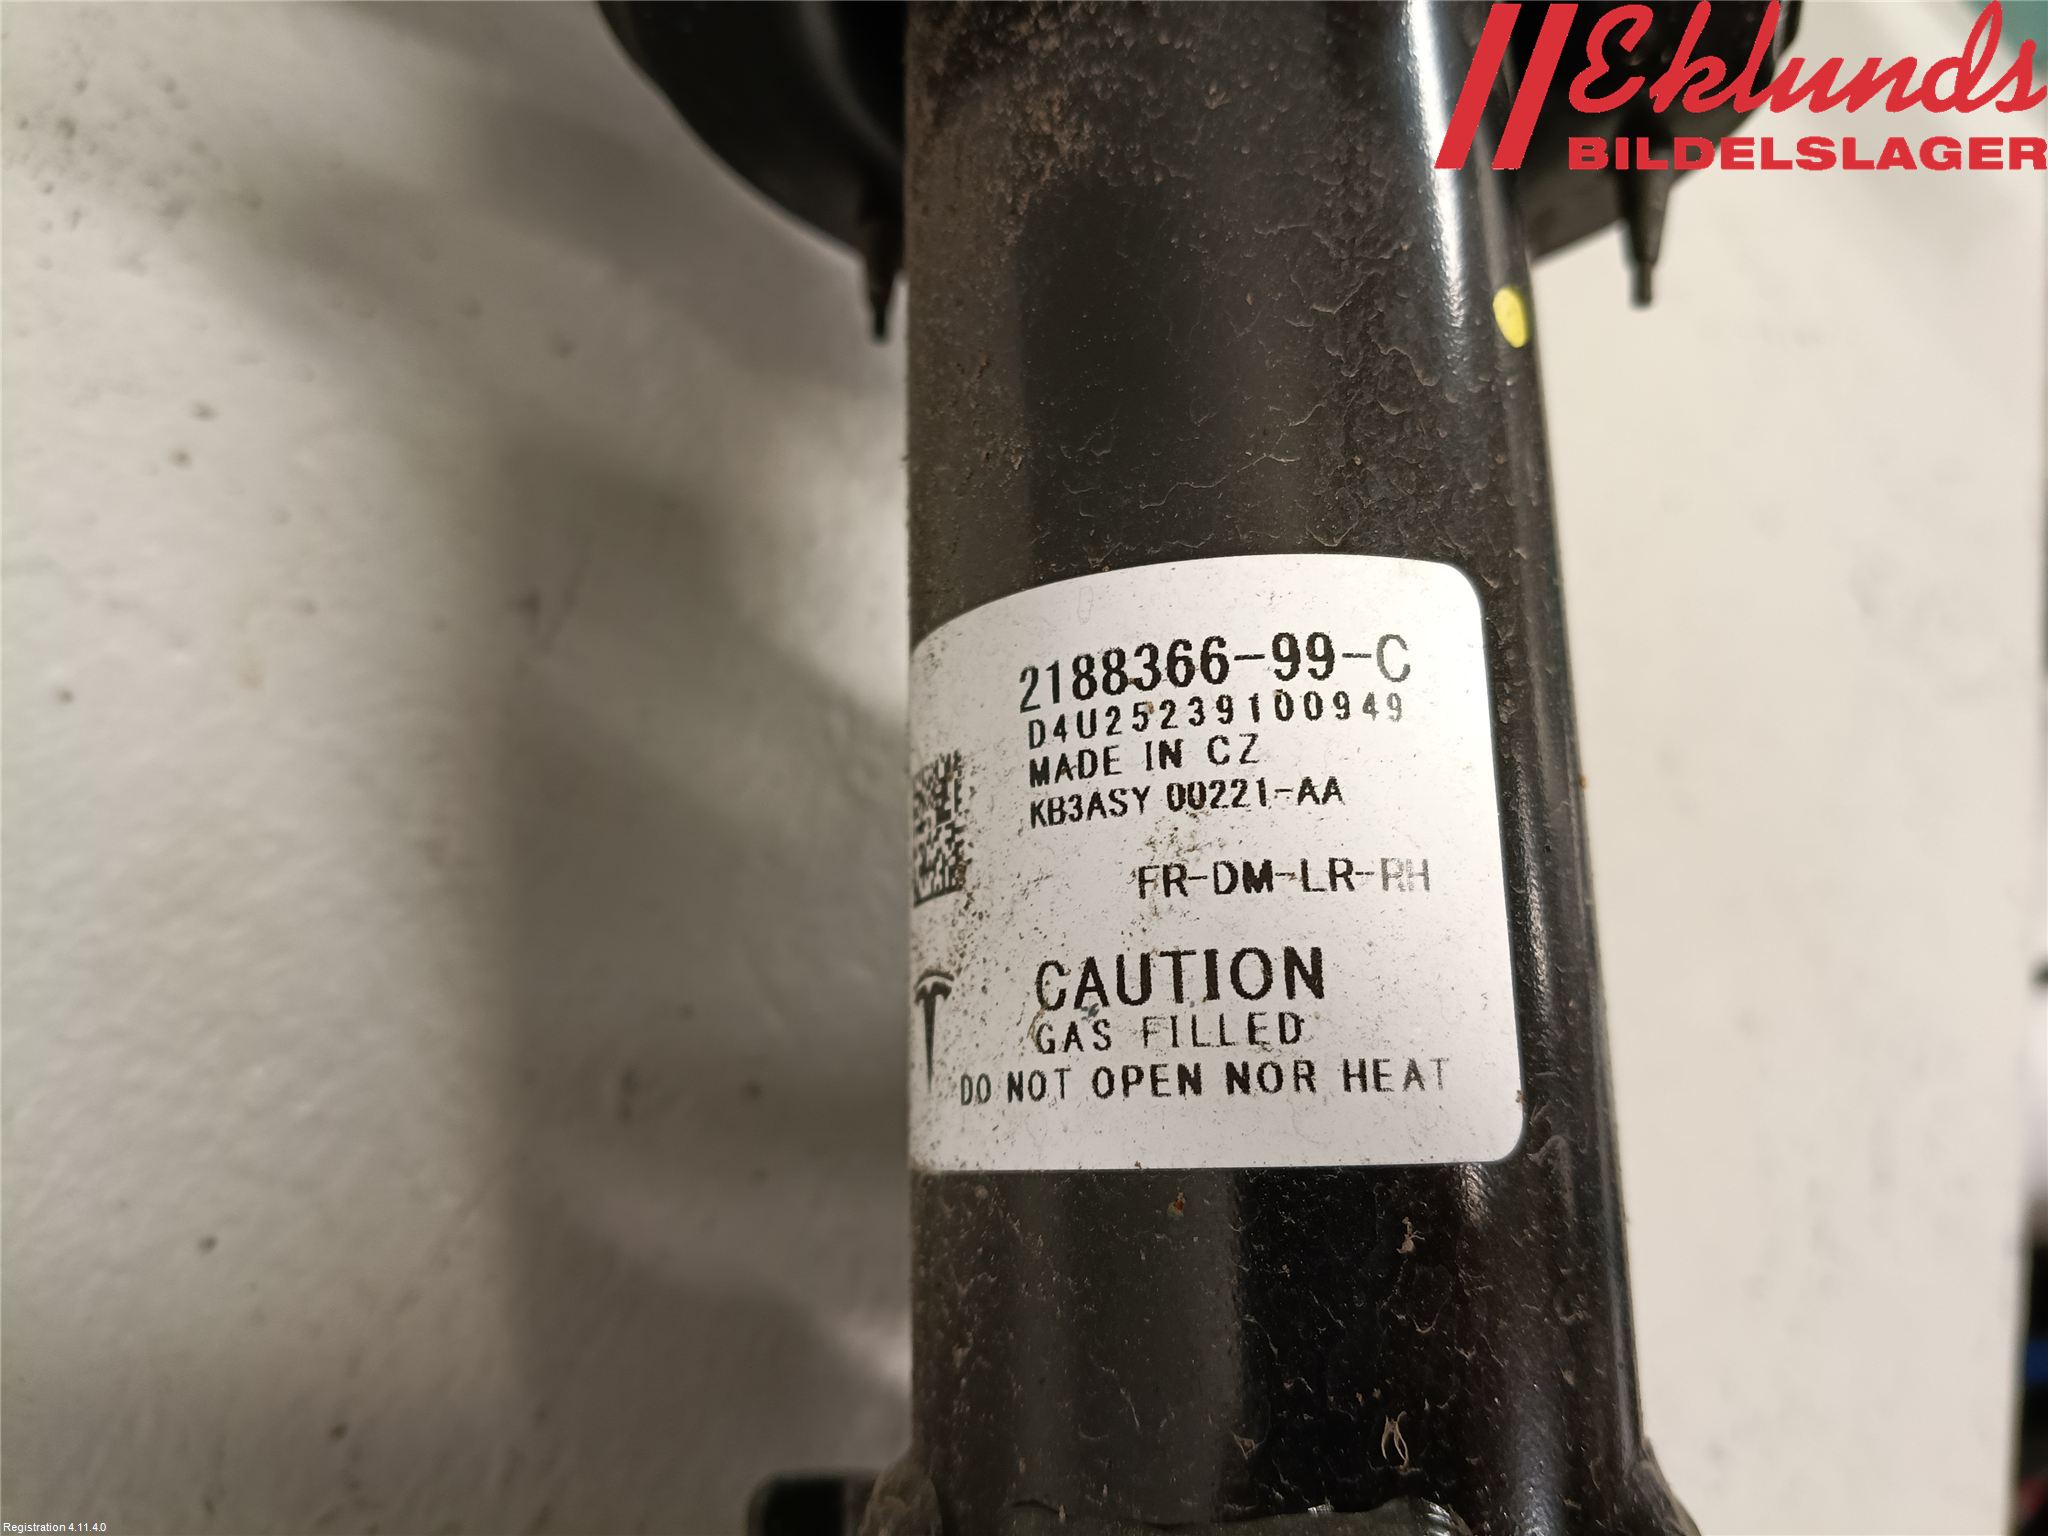 Eklunds
BILDELSLAGER
2188366-99-C
D4U25239100949
MADE IN CZ
KB3ASY 00221-AA
FR-DM-LR-RH
CAUTION
GAS FILLED
DO NOT OPEN NOR HEAT
Registration 4.11.4.0